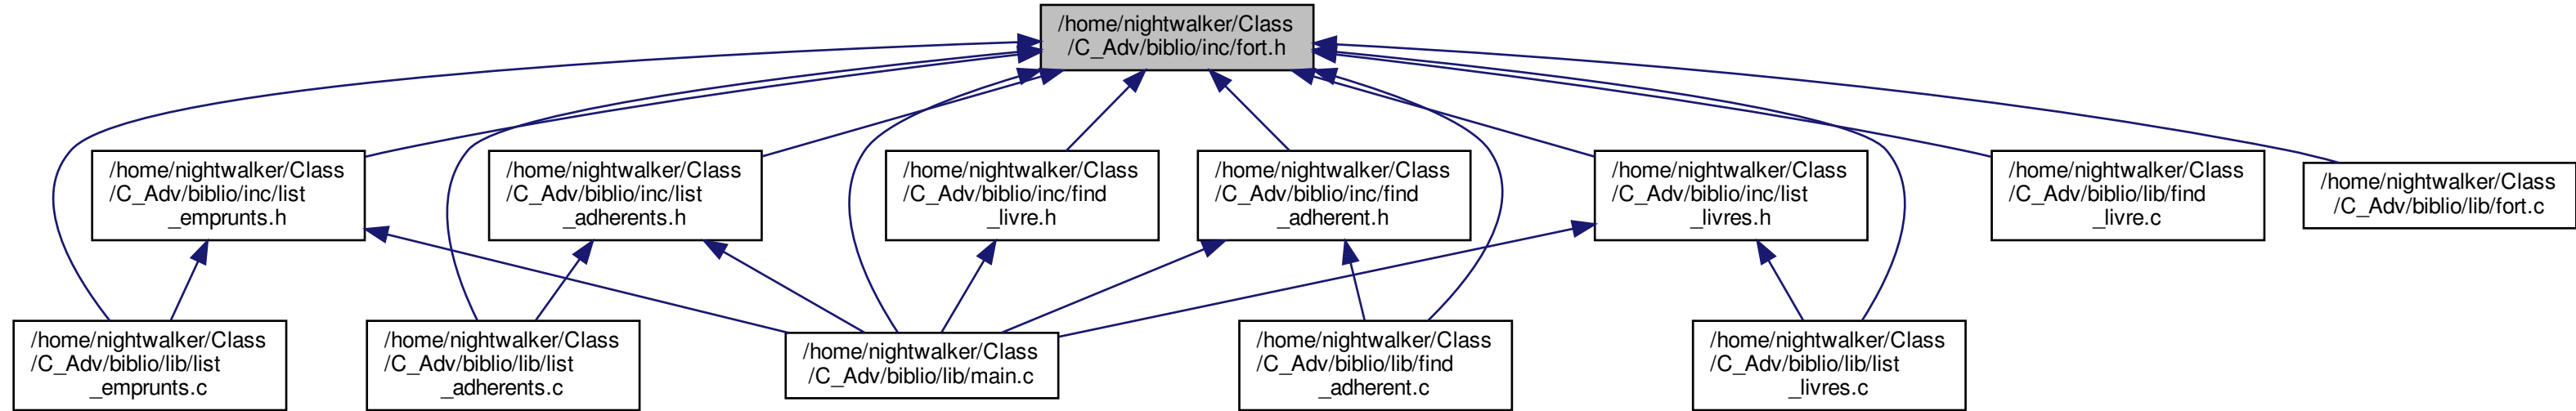 /home/nightwalker/Class
/C_Adv/biblio/inc/fort.h
/home/nightwalker/Class
/C_Adv/biblio/inc/list
_emprunts.h
/home/nightwalker/Class
/C_Adv/biblio/inc/list
_adherents.h
/home/nightwalker/Class
/C_Adv/biblio/inc/find
_livre.h
/home/nightwalker/Class
/C_Adv/biblio/inc/find
_adherent.h
/home/nightwalker/Class
/C_Adv/biblio/inc/list
_livres.h
/home/nightwalker/Class
/C_Adv/biblio/lib/find
_livre.c
/home/nightwalker/Class
/C_Adv/biblio/lib/fort.c
/home/nightwalker/Class
/C_Adv/biblio/lib/list
_emprunts.c
/home/nightwalker/Class
/C_Adv/biblio/lib/list
_adherents.c
/home/nightwalker/Class
/C_Adv/biblio/lib/main.c
/home/nightwalker/Class
/C_Adv/biblio/lib/find
_adherent.c
/home/nightwalker/Class
/C_Adv/biblio/lib/list
_livres.c